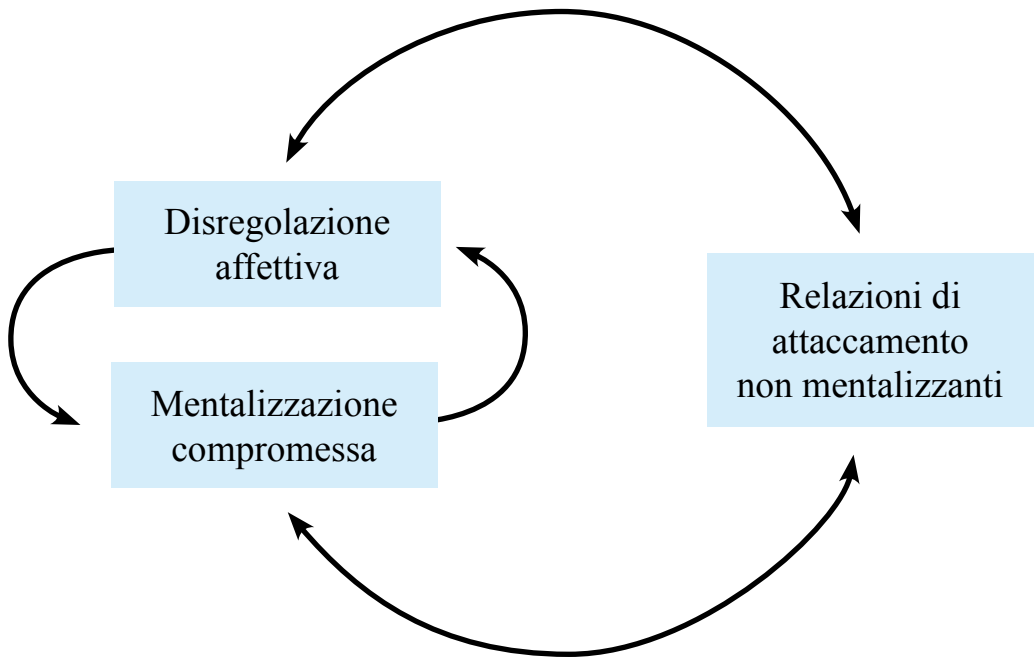 Disregolazione
affettiva
Mentalizzazione
compromessa
Relazioni di
attaccamento
non mentalizzanti